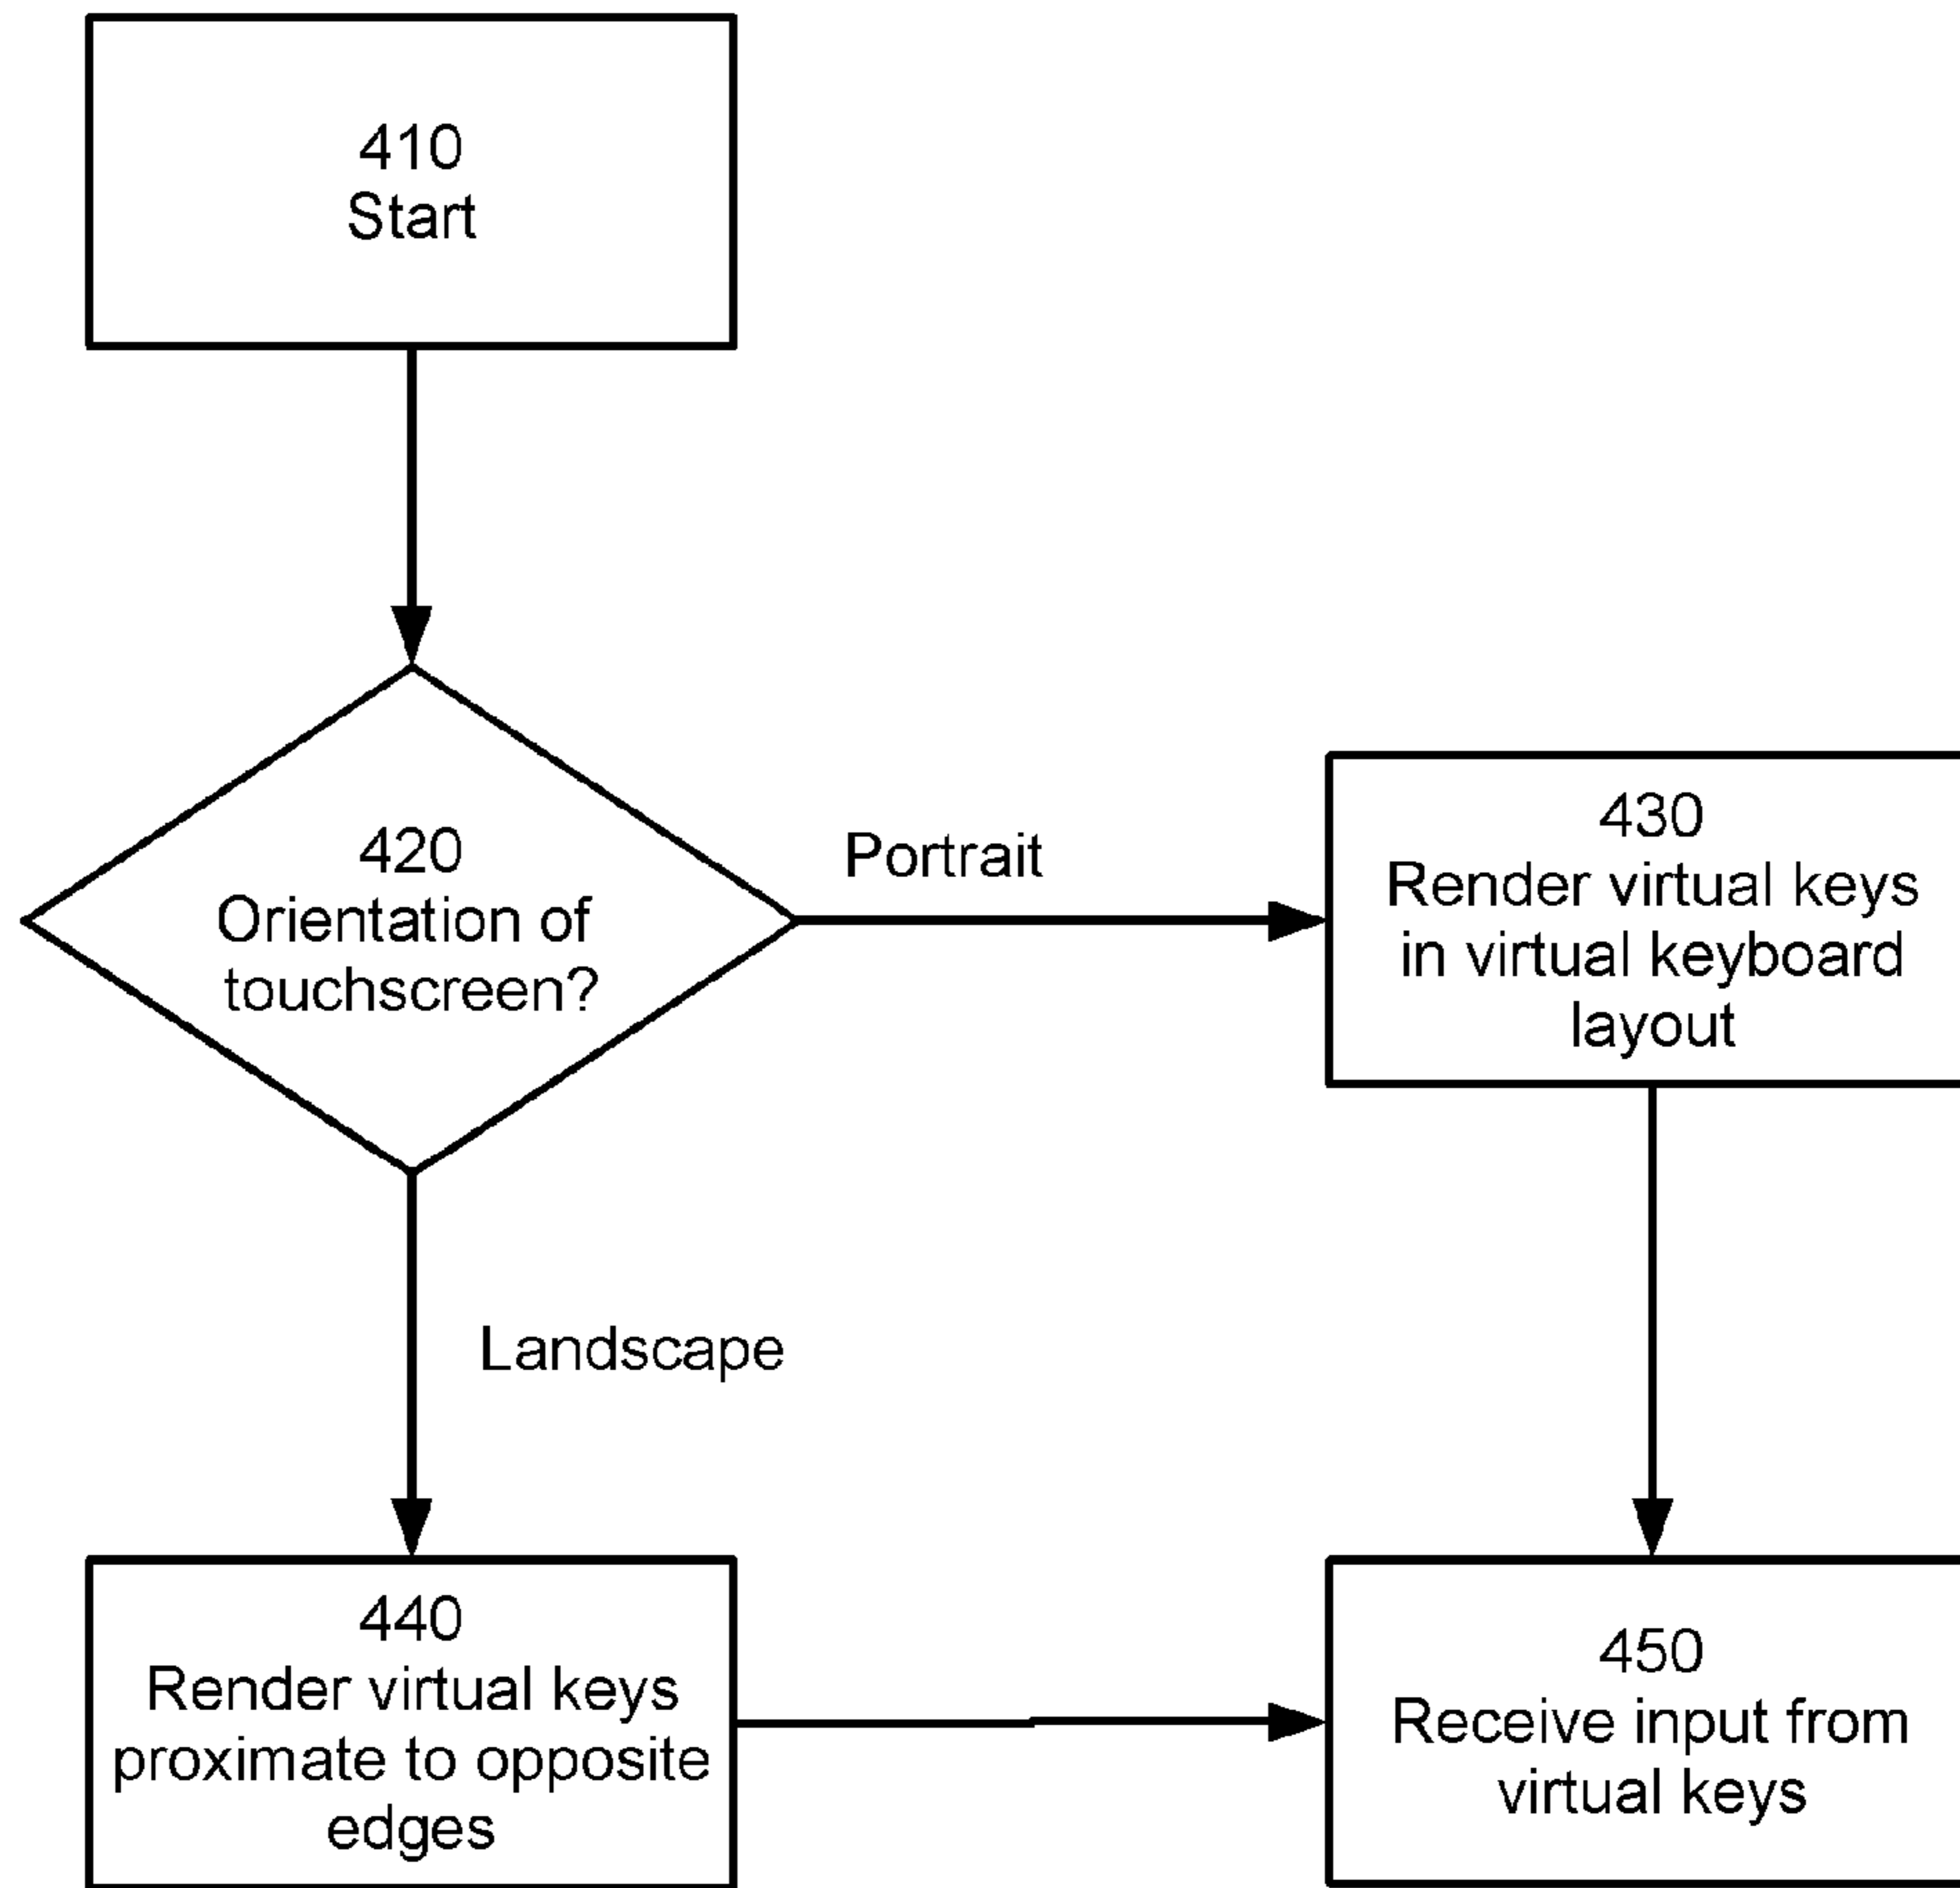 410
Start
420
Orientation of
touchscreen?
Portrait
430
Render virtual keys
in virtual keyboard
layout
Landscape
440
Render virtual keys
proximate to opposite
edges
450
Receive input from
virtual keys